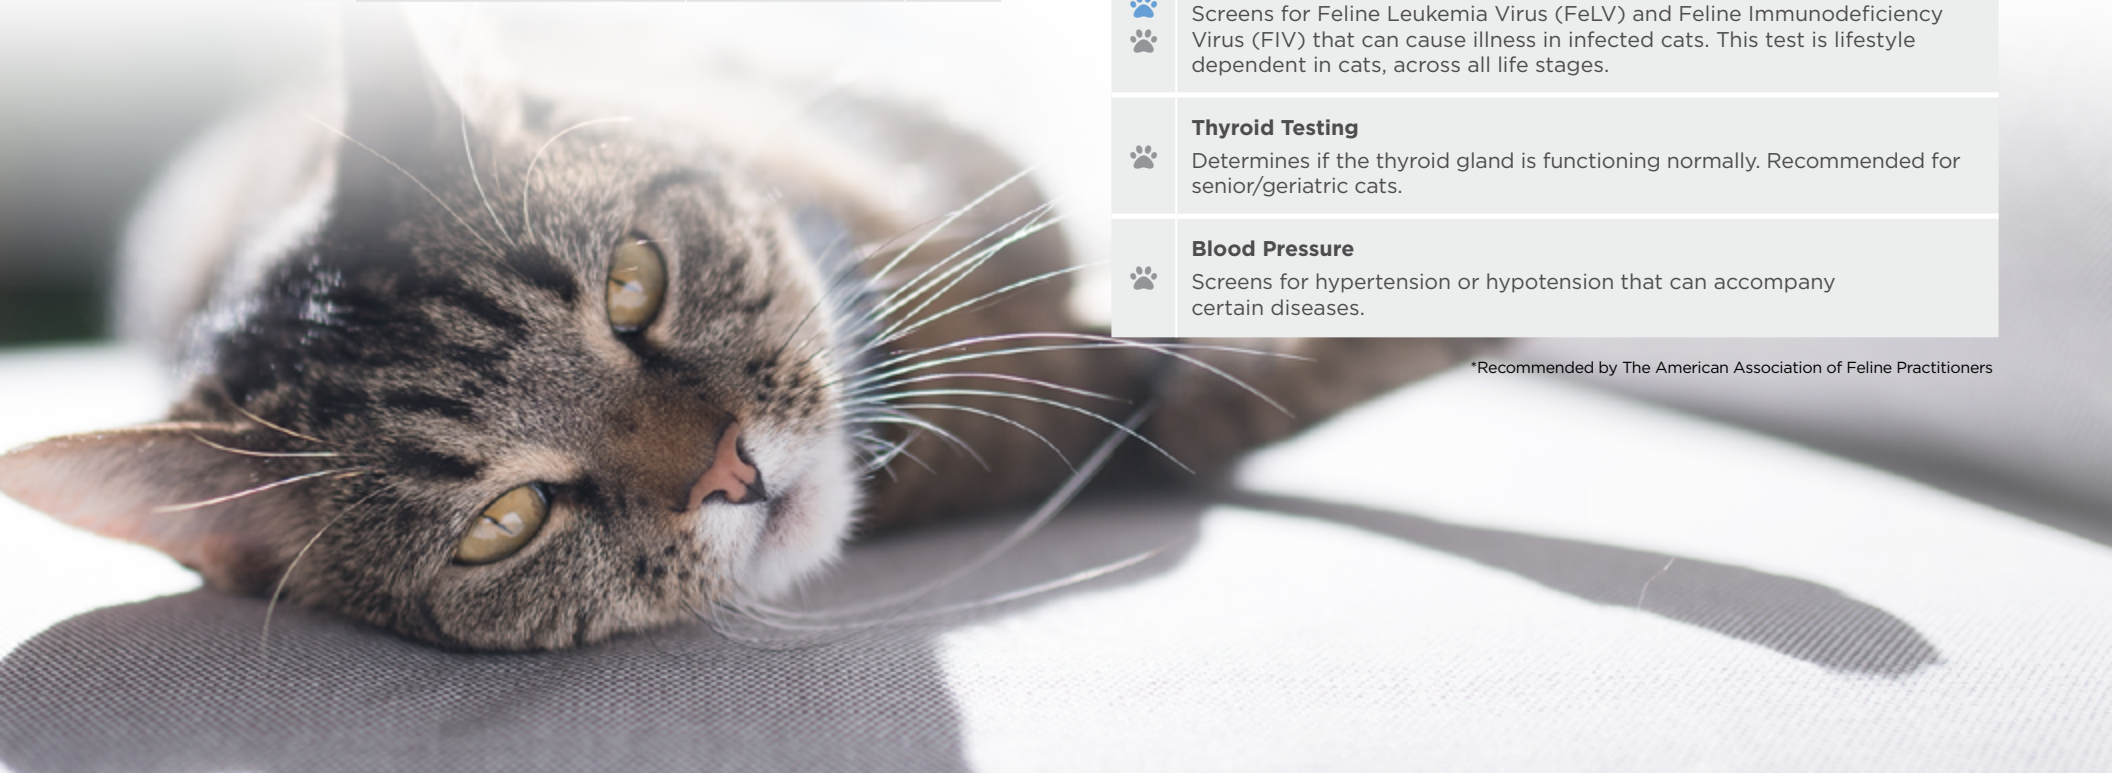 Screens for Feline Leukemia Virus (FeLV) and Feline Immunodeficiency
Virus (FIV) that can cause illness in infected cats. This test is lifestyle
dependent in cats, across all life stages.
Thyroid Testing
Determines if the thyroid gland is functioning normally. Recommended for
senior/geriatric cats.
Blood Pressure
Screens for hypertension or hypotension that can accompany
certain diseases.
*Recommended by The American Association of Feline Practitioners